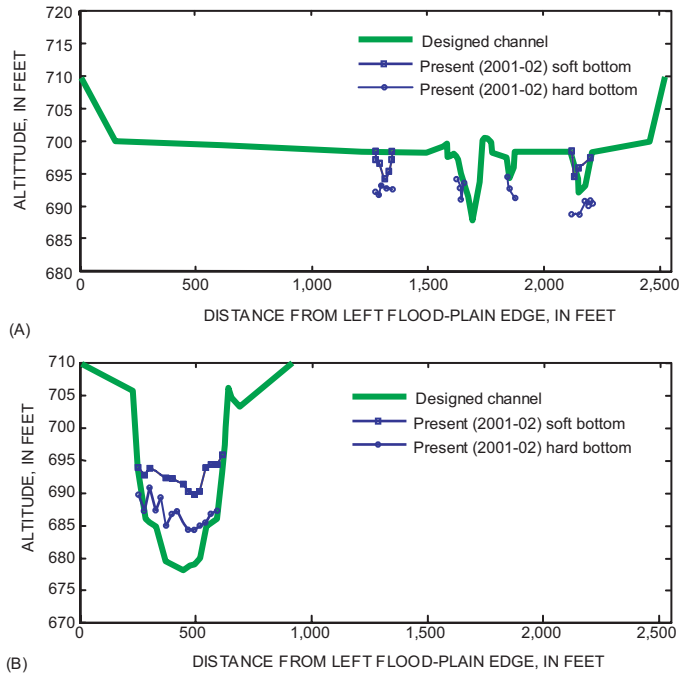 720
715
710
705
700
695
690
685
680
ALTITTUDE, IN FEET
Designed channel
Present (2001-02) soft bottom
Present (2001-02) hard bottom
0 500 1,000 1,500 2,000 2,500
DISTANCE FROM LEFT FLOOD-PLAIN EDGE, IN FEET
(A)
710
705
700
695
690
685
680
675
670
ALTITUDE, IN FEET
Designed channel
Present (2001-02) soft bottom
Present (2001-02) hard bottom
0 500 1,000 1,500 2,000 2,500
DISTANCE FROM LEFT FLOOD-PLAIN EDGE, IN FEET
(B)